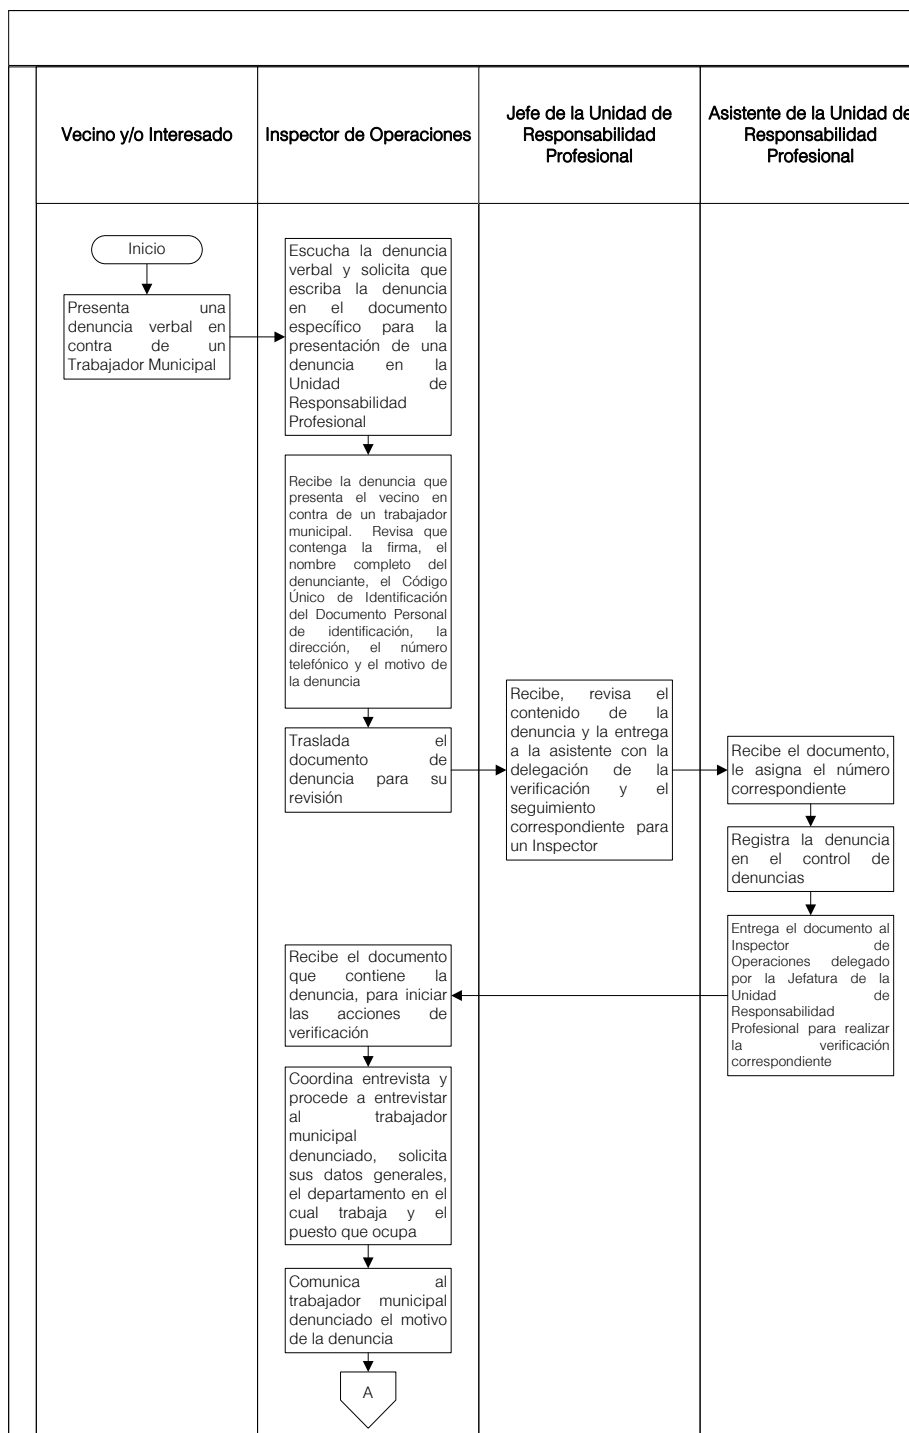 Vecino y/o Interesado
Inspector de Operaciones
Jefe de la Unidad de
Responsabilidad
Profesional
Asistente de la Unidad de
Responsabilidad
Profesional
Inicio
Presenta una
denuncia verbal en
contra de un
Trabajador Municipal
Escucha la denuncia
verbal y solicita que
escriba la denuncia
en el documento
específico para la
presentación de una
denuncia en la
Unidad de
Responsabilidad
Profesional
Recibe la denuncia que
presenta el vecino en
contra de un trabajador
municipal. Revisa que
contenga la firma, el
nombre completo del
denunciante, el Código
Único de Identificación
del Documento Personal
de identificación, la
dirección, el número
telefónico y el motivo de
la denuncia
Traslada el
documento de
denuncia para su
revisión
Recibe, revisa el
contenido de la
denuncia y la entrega
a la asistente con la
delegación de la
verificación y el
seguimiento
correspondiente para
un Inspector
Recibe el documento,
le asigna el número
correspondiente
Registra la denuncia
en el control de
denuncias
Entrega el documento al
Inspector de
Operaciones delegado
por la Jefatura de la
Unidad de
Responsabilidad
Profesional para realizar
la verificación
correspondiente
Recibe el documento
que contiene la
denuncia, para iniciar
las acciones de
verificación
Coordina entrevista y
procede a entrevistar
al trabajador
municipal
denunciado, solicita
sus datos generales,
el departamento en el
cual trabaja y el
puesto que ocupa
Comunica al
trabajador municipal
denunciado el motivo
de la denuncia
A